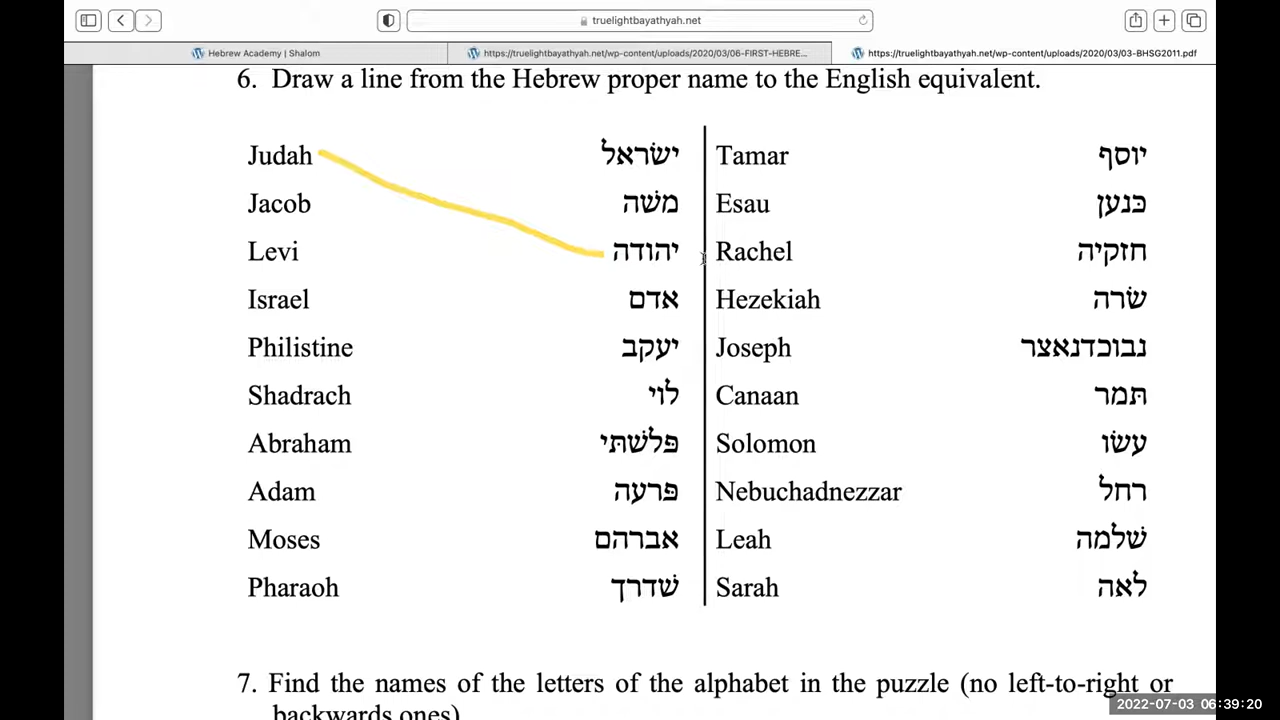 truelightbayathyah.net
Hebrew Academy | Shalom https://truelightbayathyah.net/wp-content/uploads/2020/03/06-FIRST-HEBRE... https://truelightbayathyah.net/wp-content/uploads/2020/03/03-BHSG2011.pdf
6. Draw a line from the Hebrew proper name to the English equivalent.
Judah ישׂראל Tamar יוסף
Jacob משׁה Esau כּנען
Levi יהודה Rachel חזקיה
Israel אדם Hezekiah שׂרה
Philistine יעקב Joseph נבוכדנאצר
Shadrach לוי Canaan תּמר
Abraham פּלשׁתּי Solomon עשׂו
Adam פּרעה Nebuchadnezzar רחל
Moses אברהם Leah שׁלמה
Pharaoh שׁדרך Sarah לאה
7. Find the names of the letters of the alphabet in the puzzle (no left-to-right or
backwards ones)
2022-07-03 06:39:20